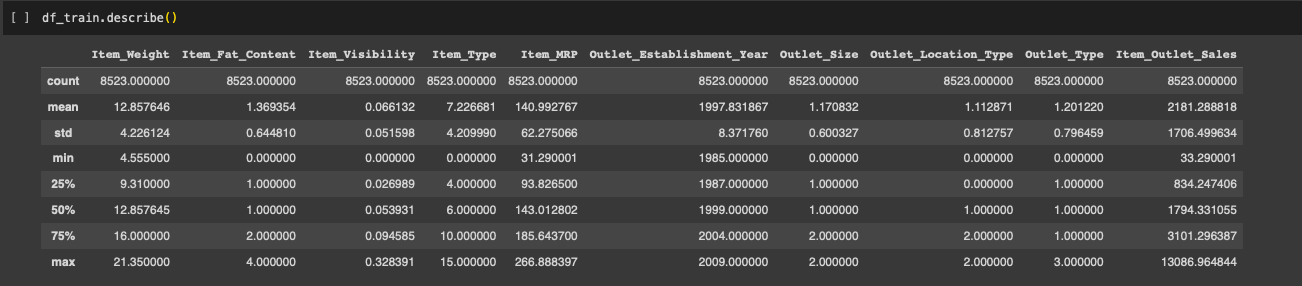 [ ] df_train.describe()
Item_Weight Item_Fat_Content Item_Visibility Item_Type Item_MRP Outlet_Establishment_Year Outlet_Size Outlet_Location_Type Outlet_Type Item_Outlet_Sales
count 8523.000000 8523.000000 8523.000000 8523.000000 8523.000000 8523.000000 8523.000000 8523.000000 8523.000000 8523.000000
mean 12.857646 1.369354 0.066132 7.226681 140.992767 1997.831867 1.170832 1.112871 1.201220 2181.288818
std 4.226124 0.644810 0.051598 4.209990 62.275066 8.371760 0.600327 0.812757 0.796459 1706.499634
min 4.555000 0.000000 0.000000 0.000000 31.290001 1985.000000 0.000000 0.000000 0.000000 33.290001
25% 9.310000 1.000000 0.026989 4.000000 93.826500 1987.000000 1.000000 0.000000 1.000000 834.247406
50% 12.857645 1.000000 0.053931 6.000000 143.012802 1999.000000 1.000000 1.000000 1.000000 1794.331055
75% 16.000000 2.000000 0.094585 10.000000 185.643700 2004.000000 2.000000 2.000000 1.000000 3101.296387
max 21.350000 4.000000 0.328391 15.000000 266.888397 2009.000000 2.000000 2.000000 3.000000 13086.964844